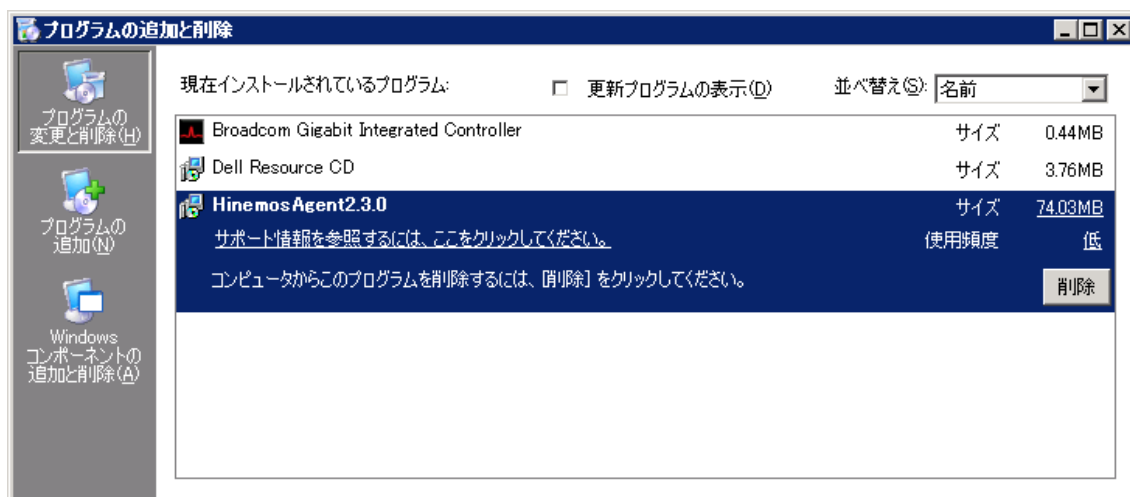 プログラムの追加と削除
プログラムの
変更と削除(H)
プログラムの
追加(N)
Windows
コンポーネントの
追加と削除(A)
現在インストールされているプログラム:
更新プログラムの表示(D)
並べ替え(S): 名前
Broadcom Gigabit Integrated Controller サイズ 0.44MB
Dell Resource CD サイズ 3.76MB
HinemosAgent2.3.0 サイズ 74.03MB
サポート情報を参照するには、ここをクリックしてください。 使用頻度 低
コンピュータからこのプログラムを削除するには、[削除] をクリックしてください。
削除